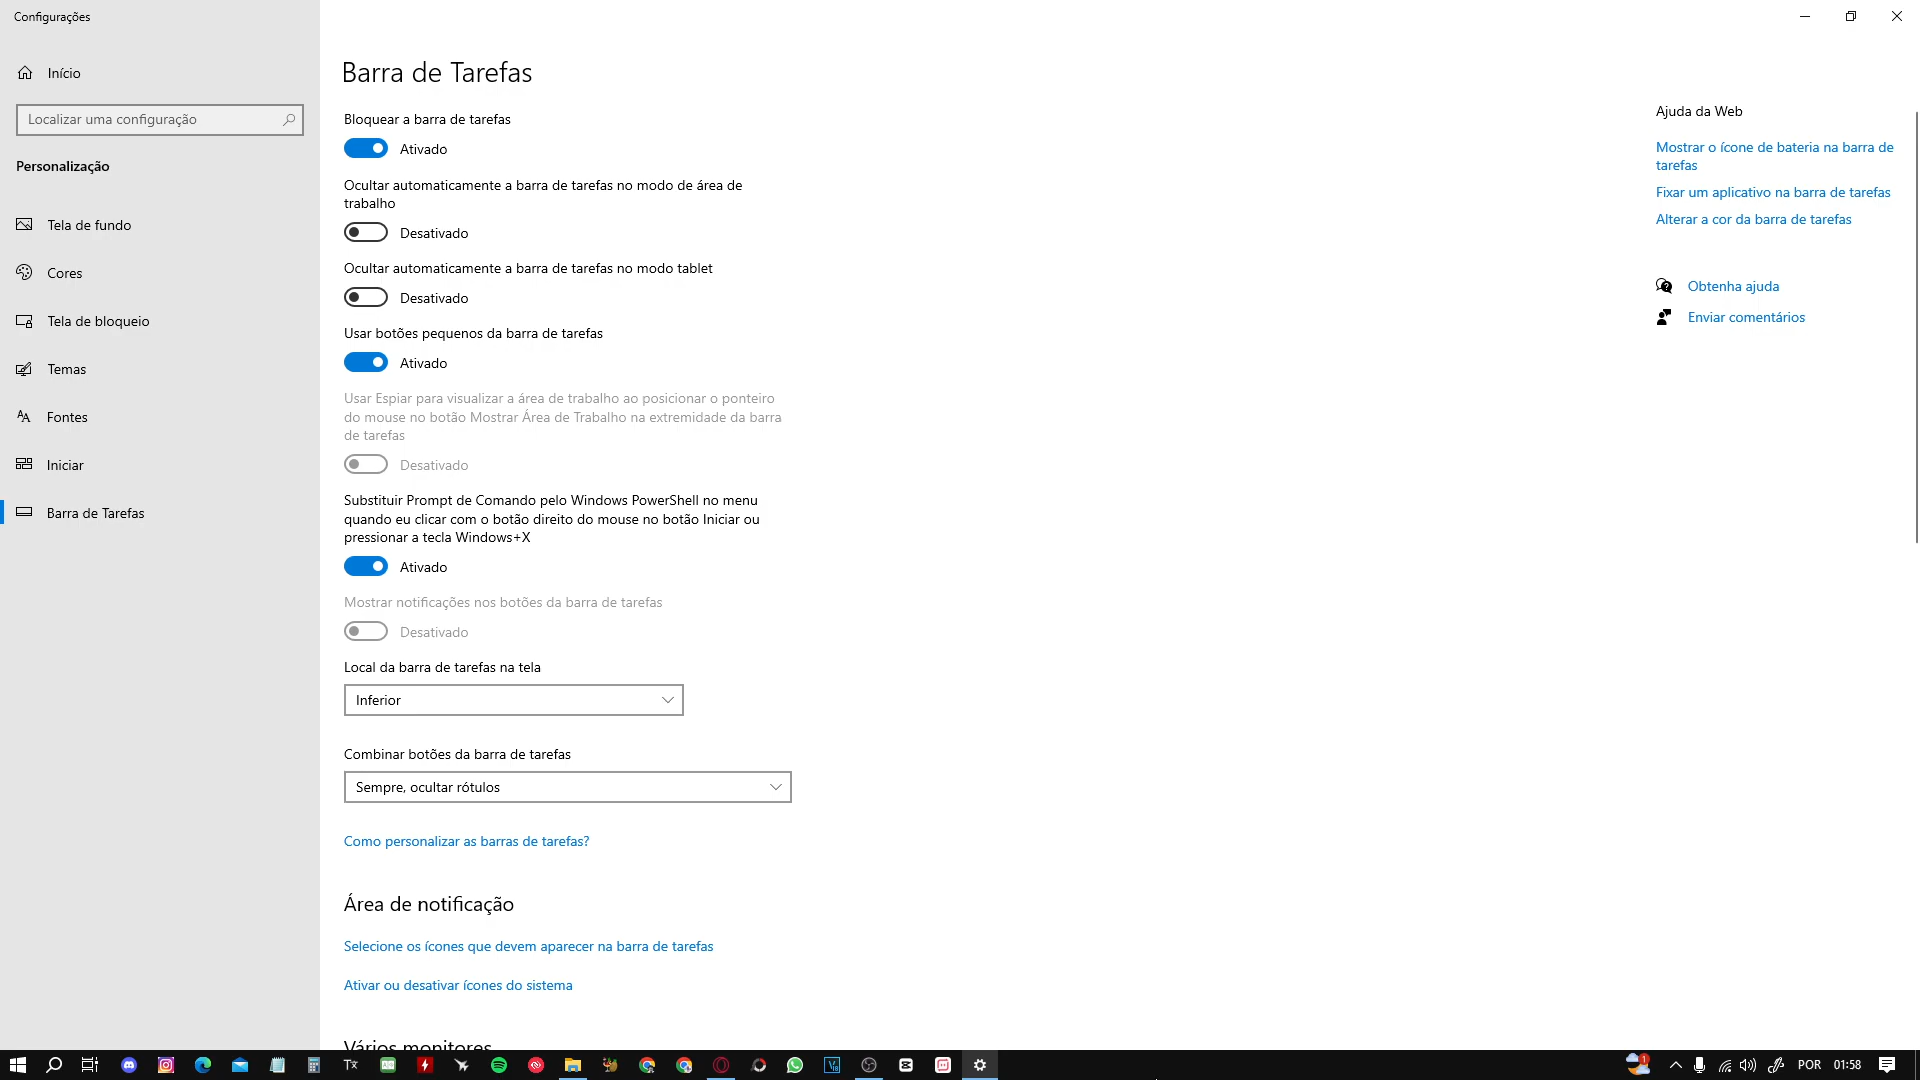 Configurações
Início
Localizar uma configuração
Personalização
Tela de fundo
Cores
Tela de bloqueio
Temas
Fontes
Iniciar
Barra de Tarefas
Barra de Tarefas
Bloquear a barra de tarefas
Ativado
Ocultar automaticamente a barra de tarefas no modo de área de
trabalho
Desativado
Ocultar automaticamente a barra de tarefas no modo tablet
Desativado
Usar botões pequenos da barra de tarefas
Ativado
Usar Espiar para visualizar a área de trabalho ao posicionar o ponteiro
do mouse no botão Mostrar Área de Trabalho na extremidade da barra
de tarefas
Desativado
Substituir Prompt de Comando pelo Windows PowerShell no menu
quando eu clicar com o botão direito do mouse no botão Iniciar ou
pressionar a tecla Windows+X
Ativado
Mostrar notificações nos botões da barra de tarefas
Desativado
Local da barra de tarefas na tela
Inferior
Combinar botões da barra de tarefas
Sempre, ocultar rótulos
Como personalizar as barras de tarefas?
Área de notificação
Selecione os ícones que devem aparecer na barra de tarefas
Ativar ou desativar ícones do sistema
Vários monitores
Ajuda da Web
Mostrar o ícone de bateria na barra de
tarefas
Fixar um aplicativo na barra de tarefas
Alterar a cor da barra de tarefas
Obtenha ajuda
Enviar comentários
1
POR
01:58